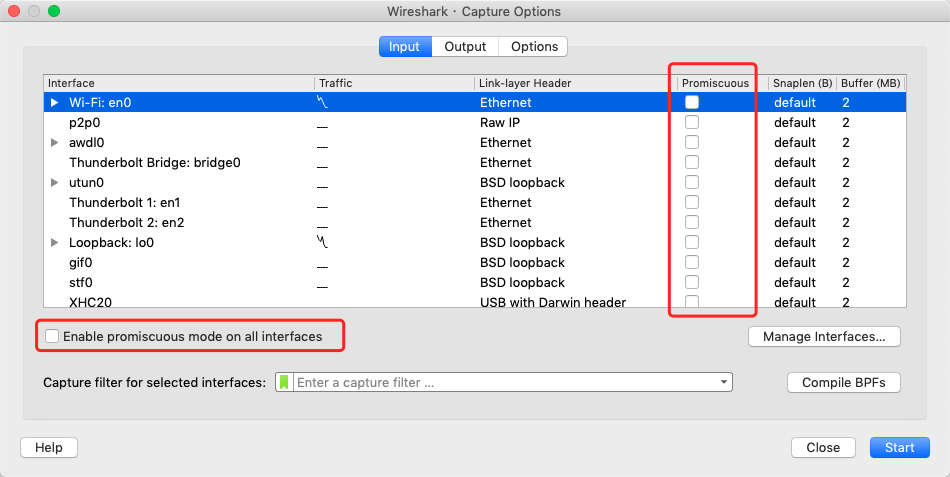 Wireshark · Capture Options
Input Output Options
Interface Traffic Link-layer Header Promiscuous Snaplen (B) Buffer (MB)
Wi-Fi: en0 Ethernet default 2
p2p0 Raw IP default 2
awdl0 Ethernet default 2
Thunderbolt Bridge: bridge0 Ethernet default 2
utun0 BSD loopback default 2
Thunderbolt 1: en1 Ethernet default 2
Thunderbolt 2: en2 Ethernet default 2
Loopback: lo0 BSD loopback default 2
gif0 BSD loopback default 2
stf0 BSD loopback default 2
XHC20 USB with Darwin header default 2
Enable promiscuous mode on all interfaces Manage Interfaces...
Capture filter for selected interfaces: Enter a capture filter ... Compile BPFs
Help Close Start